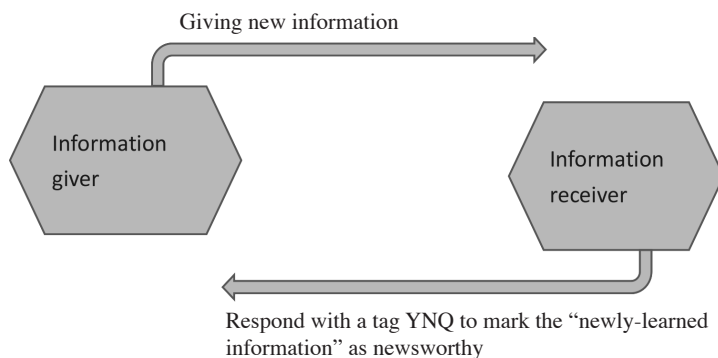 Giving new information
Information
giver
Information
receiver
Respond with a tag YNQ to mark the “newly-learned
information” as newsworthy